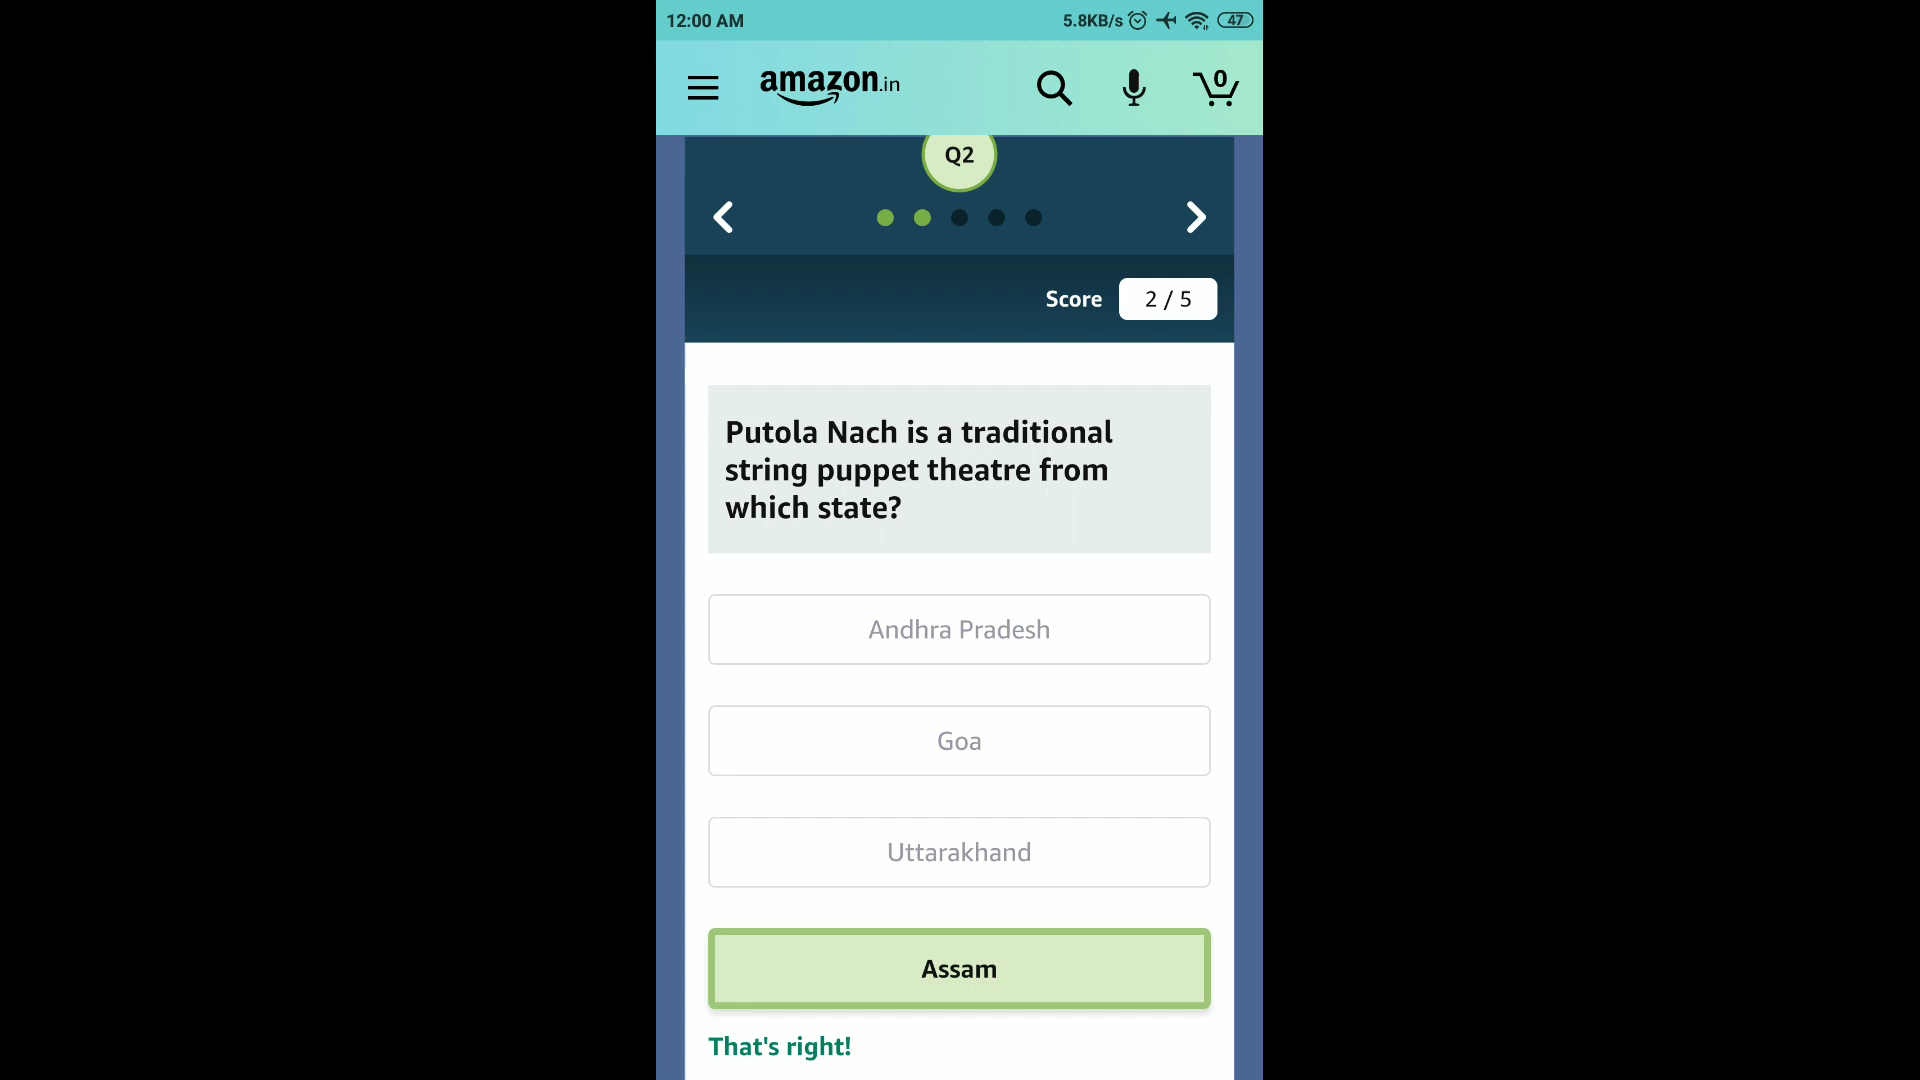 12:00 AM 5.8KB/s 47
amazon.in 0
Q2
Score 2 / 5
Putola Nach is a traditional
string puppet theatre from
which state?
Andhra Pradesh
Goa
Uttarakhand
Assam
That's right!